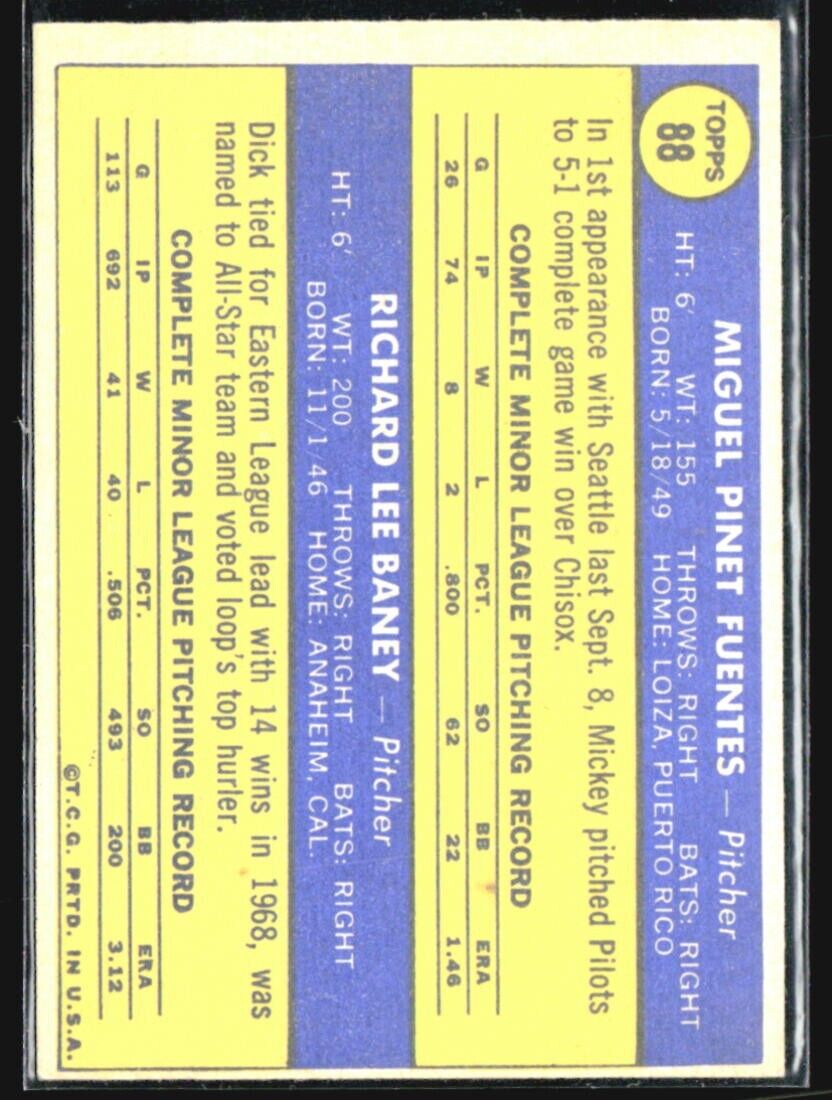 TOPPS
88
MIGUEL PINET FUENTES — Pitcher
HT: 6' WT: 155 THROWS: RIGHT BATS: RIGHT
BORN: 5/18/49 HOME: LOIZA, PUERTO RICO
In 1st appearance with Seattle last Sept. 8, Mickey pitched Pilots
to 5-1 complete game win over Chisox.
COMPLETE MINOR LEAGUE PITCHING RECORD
G IP W L PCT. SO BB ERA
26 74 8 2 .800 62 22 1.46
RICHARD LEE BANEY — Pitcher
HT: 6' WT: 200 THROWS: RIGHT BATS: RIGHT
BORN: 11/1/46 HOME: ANAHEIM, CAL.
Dick tied for Eastern League lead with 14 wins in 1968, was
named to All-Star team and voted loop's top hurler.
COMPLETE MINOR LEAGUE PITCHING RECORD
G IP W L PCT. SO BB ERA
113 692 41 40 .506 493 200 3.12
©T.C.G. PRTD. IN U.S.A.